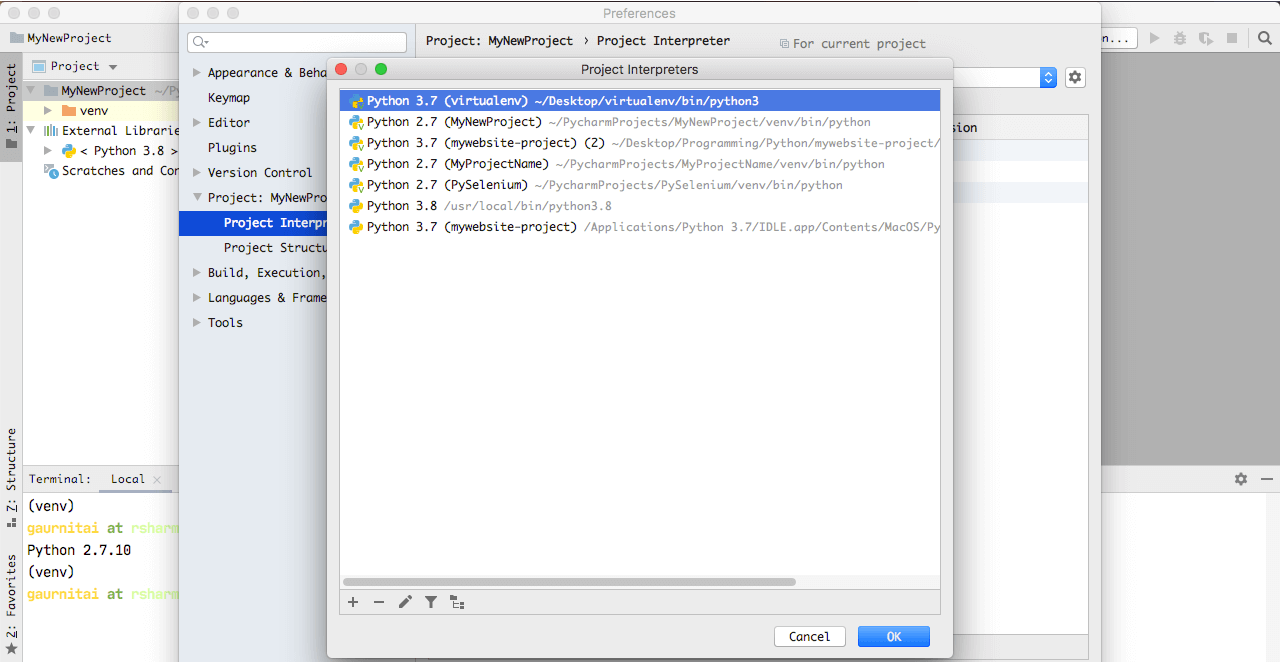 Preferences
MyNewProject
Project: MyNewProject › Project Interpreter
For current project
n...
1: Project
Project
MyNewProject ~/Py
venv
External Librarie
< Python 3.8 >
Scratches and Con
Appearance & Beha
Keymap
Editor
Plugins
Version Control
Project: MyNewPro
Project Interpr
Project Structu
Build, Execution,
Languages & Frame
Tools
Project Interpreters
Python 3.7 (virtualenv) ~/Desktop/virtualenv/bin/python3
Python 2.7 (MyNewProject) ~/PycharmProjects/MyNewProject/venv/bin/python
Python 3.7 (mywebsite-project) (2) ~/Desktop/Programming/Python/mywebsite-project/
Python 2.7 (MyProjectName) ~/PycharmProjects/MyProjectName/venv/bin/python
Python 2.7 (PySelenium) ~/PycharmProjects/PySelenium/venv/bin/python
Python 3.8 /usr/local/bin/python3.8
Python 3.7 (mywebsite-project) /Applications/Python 3.7/IDLE.app/Contents/MacOS/Py
sion
Cancel
OK
Z: Structure
2: Favorites
Terminal: Local
(venv)
gaurnitai at rsharm
Python 2.7.10
(venv)
gaurnitai at rsharm